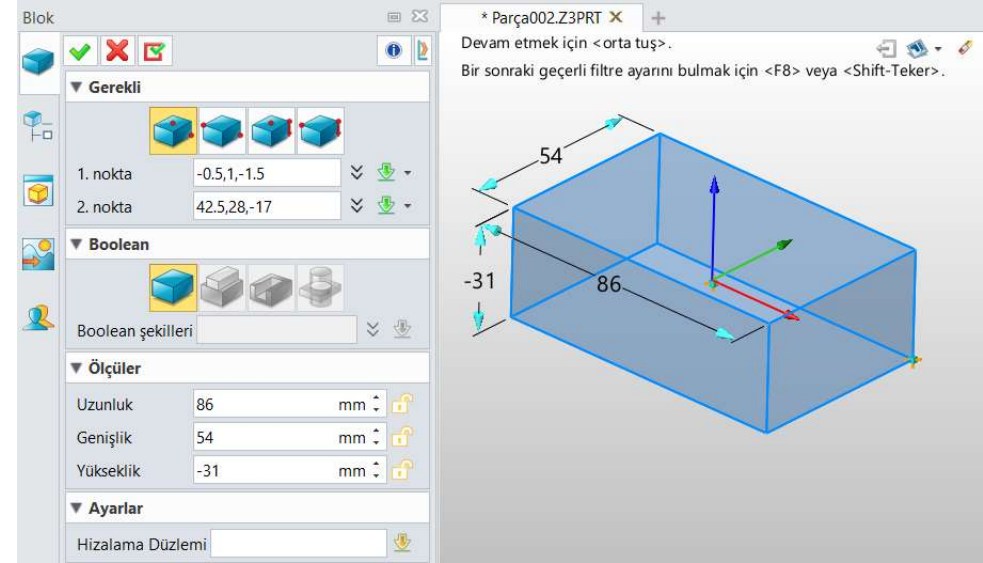 Blok
Gerekli
1. nokta -0.5,1,-1.5
2. nokta 42.5,28,-17
Boolean
Boolean şekilleri
Ölçüler
Uzunluk 86 mm
Genişlik 54 mm
Yükseklik -31 mm
Ayarlar
Hizalama Düzlemi
* Parça002.Z3PRT
Devam etmek için <orta tuş>.
Bir sonraki geçerli filtre ayarını bulmak için <F8> veya <Shift-Teker>.
54
-31
86